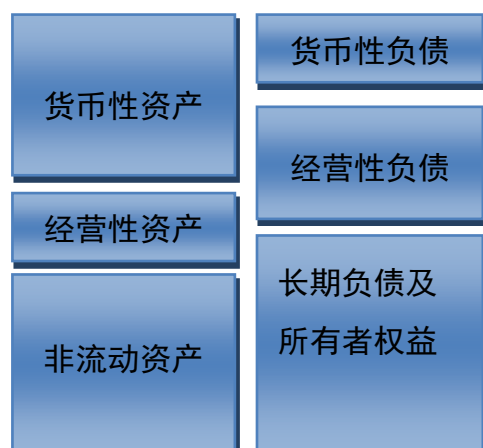 货币性资产
经营性资产
非流动资产
货币性负债
经营性负债
长期负债及
所有者权益